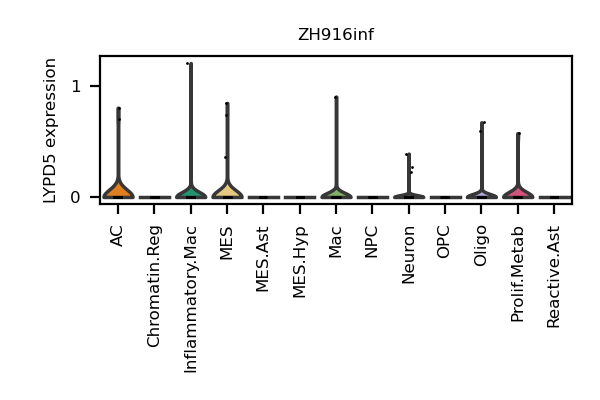 ZH916inf
LYPD5 expression
1
0
AC
Chromatin.Reg
Inflammatory.Mac
MES
MES.Ast
MES.Hyp
Mac
NPC
Neuron
OPC
Oligo
Prolif.Metab
Reactive.Ast